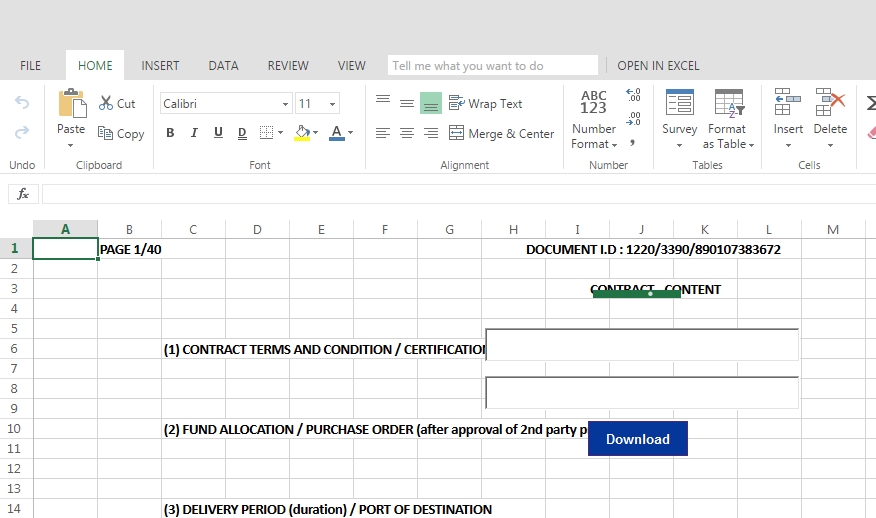 FILE HOME INSERT DATA REVIEW VIEW Tell me what you want to do OPEN IN EXCEL
Cut Calibri 11 Wrap Text ABC
123 ←.0 .00
.00 →.0
Paste Copy B I U D A Merge & Center Number Format , Survey Format as Table Insert Delete
Undo Clipboard Font Alignment Number Tables Cells
fx
A B C D E F G H I J K L M
1 PAGE 1/40 DOCUMENT I.D : 1220/3390/890107383672
2
3 CONTRACT CONTENT
4
5
6 (1) CONTRACT TERMS AND CONDITION / CERTIFICATIO
7
8
9
10 (2) FUND ALLOCATION / PURCHASE ORDER (after approval of 2nd party p Download
11
12
13
14 (3) DELIVERY PERIOD (duration) / PORT OF DESTINATION